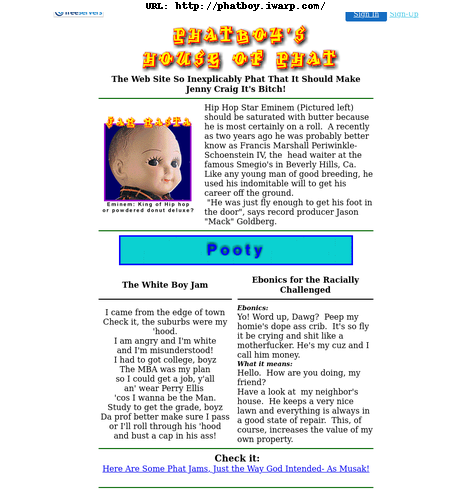 URL: http://phatboy.iwarp.com/
freeservers
Sign In Sign-Up
PHATBOY'S
HOUSE OF PHAT
The Web Site So Inexplicably Phat That It Should Make
Jenny Craig It's Bitch!
FAB RASTA
Eminem: King of Hip hop
or powdered donut deluxe?
Hip Hop Star Eminem (Pictured left)
should be saturated with butter because
he is most certainly on a roll.  A recently
as two years ago he was probably better
know as Francis Marshall Periwinkle-
Schoenstein IV, the  head waiter at the
famous Smegio's in Beverly Hills, Ca.
Like any young man of good breeding, he
used his indomitable will to get his
career off the ground.
"He was just fly enough to get his foot in
the door", says record producer Jason
"Mack" Goldberg.
Pooty
The White Boy Jam
I came from the edge of town
Check it, the suburbs were my
'hood.
I am angry and I'm white
and I'm misunderstood!
I had to got college, boyz
The MBA was my plan
so I could get a job, y'all
an' wear Perry Ellis
'cos I wanna be the Man.
Study to get the grade, boyz
Da prof better make sure I pass
or I'll roll through his 'hood
and bust a cap in his ass!
Ebonics for the Racially
Challenged
Ebonics:
Yo! Word up, Dawg?  Peep my
homie's dope ass crib.  It's so fly
it be crying and shit like a
motherfucker. He's my cuz and I
call him money.
What it means:
Hello.  How are you doing, my
friend?
Have a look at  my neighbor's
house.  He keeps a very nice
lawn and everything is always in
a good state of repair.  This, of
course, increases the value of my
own property.
Check it:
Here Are Some Phat Jams, Just the Way God Intended- As Musak!